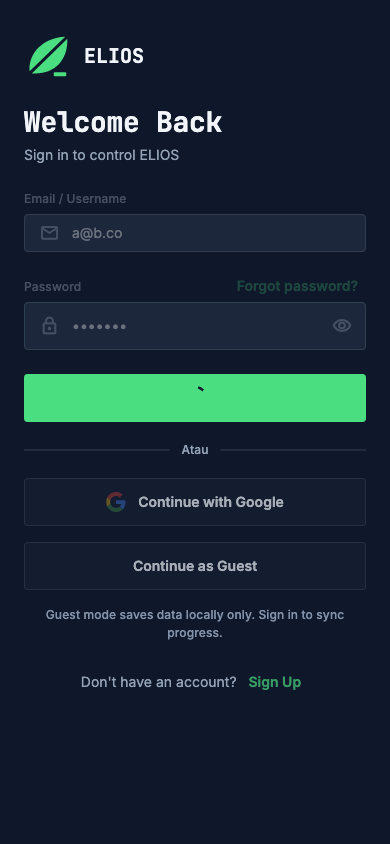 ELIOS
Welcome Back
Sign in to control ELIOS
Email / Username
a@b.co
Password
Forgot password?
•••••••
Atau
Continue with Google
Continue as Guest
Guest mode saves data locally only. Sign in to sync
progress.
Don't have an account? Sign Up